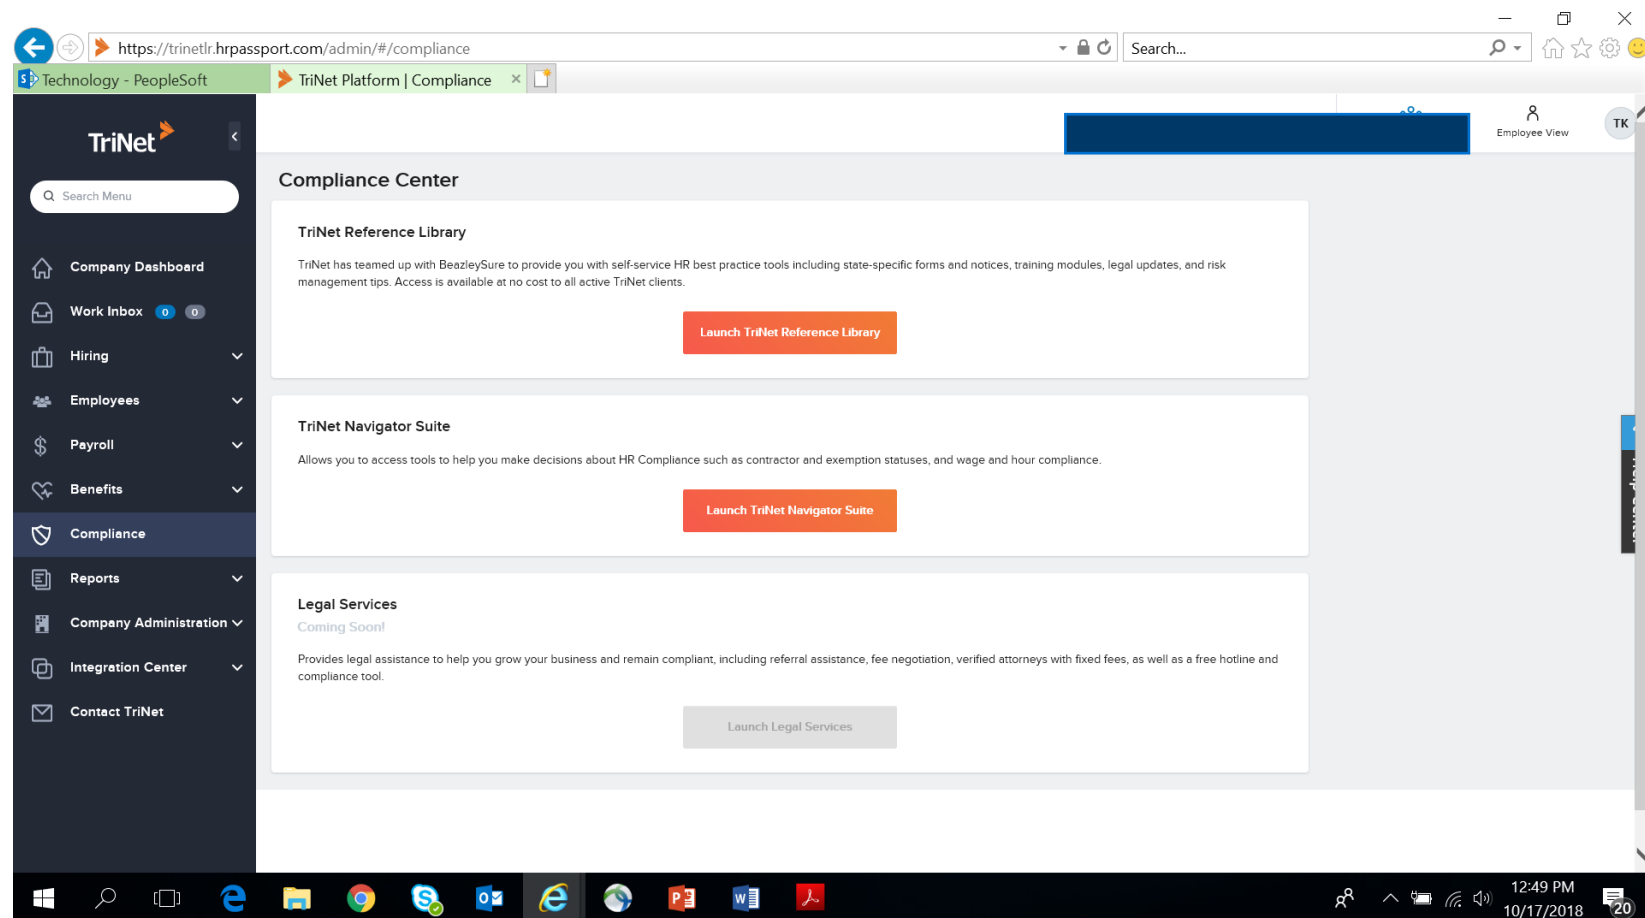 https://trinetlr.hrpassport.com/admin/#/compliance
Search...
Technology - PeopleSoft
TriNet Platform | Compliance
TriNet
Employee View
TK
Search Menu
Company Dashboard
Work Inbox 0 0
Hiring
Employees
Payroll
Benefits
Compliance
Reports
Company Administration
Integration Center
Contact TriNet
Compliance Center
TriNet Reference Library
TriNet has teamed up with BeazleySure to provide you with self-service HR best practice tools including state-specific forms and notices, training modules, legal updates, and risk
management tips. Access is available at no cost to all active TriNet clients.
Launch TriNet Reference Library
TriNet Navigator Suite
Allows you to access tools to help you make decisions about HR Compliance such as contractor and exemption statuses, and wage and hour compliance.
Launch TriNet Navigator Suite
Legal Services
Coming Soon!
Provides legal assistance to help you grow your business and remain compliant, including referral assistance, fee negotiation, verified attorneys with fixed fees, as well as a free hotline and
compliance tool.
Launch Legal Services
12:49 PM
10/17/2018
20